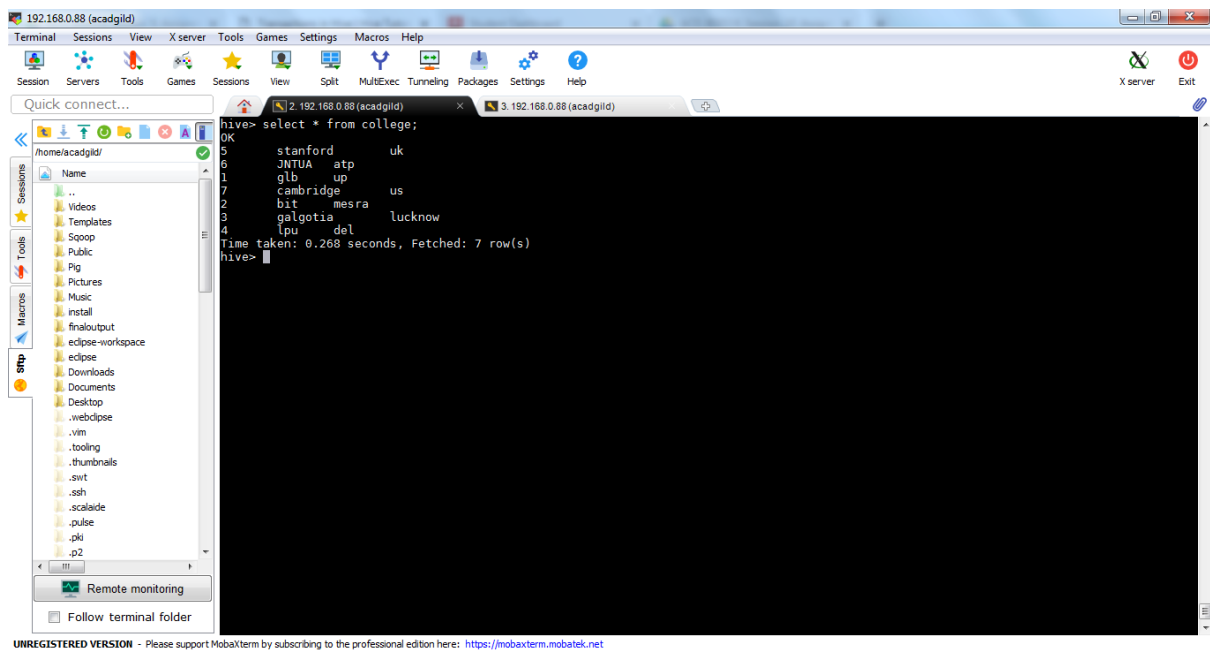 192.168.0.88 (acadgild)
Terminal Sessions View X server Tools Games Settings Macros Help
Session Servers Tools Games Sessions View Split MultiExec Tunneling Packages Settings Help X server Exit
Quick connect...
2. 192.168.0.88 (acadgild)
3. 192.168.0.88 (acadgild)
/home/acadgild/
Name
..
Videos
Templates
Sqoop
Public
Pig
Pictures
Music
install
finaloutput
eclipse-workspace
eclipse
Downloads
Documents
Desktop
.webclipse
.vim
.tooling
.thumbnails
.swt
.ssh
.scalaide
.pulse
.pki
.p2
Remote monitoring
Follow terminal folder
Sessions
Tools
Macros
Sftp
hive> select * from college;
OK
5 stanford uk
6 JNTUA atp
1 glb up
7 cambridge us
2 bit mesra
3 galgotia lucknow
4 lpu del
Time taken: 0.268 seconds, Fetched: 7 row(s)
hive>
UNREGISTERED VERSION - Please support MobaXterm by subscribing to the professional edition here: https://mobaxterm.mobatek.net